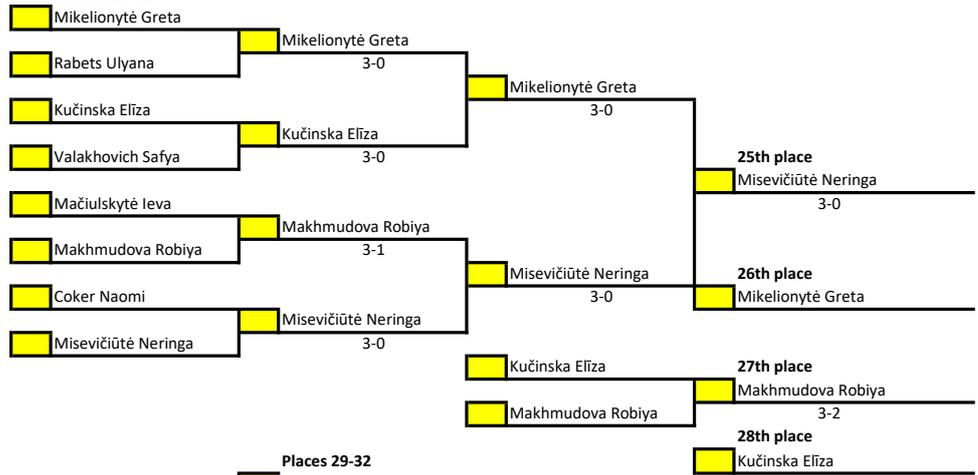 Mikelionytė Greta
Mikelionytė Greta
Rabets Ulyana
3-0
Mikelionytė Greta
Kučinska Elīza
3-0
Kučinska Elīza
Valakhovich Safya
3-0
25th place
Misevičiūtė Neringa
Mačiulskytė Ieva
3-0
Makhmudova Robiya
Makhmudova Robiya
3-1
Misevičiūtė Neringa
26th place
Coker Naomi
3-0
Mikelionytė Greta
Misevičiūtė Neringa
Misevičiūtė Neringa
3-0
Kučinska Elīza
27th place
Makhmudova Robiya
Makhmudova Robiya
3-2
28th place
Places 29-32
Kučinska Elīza